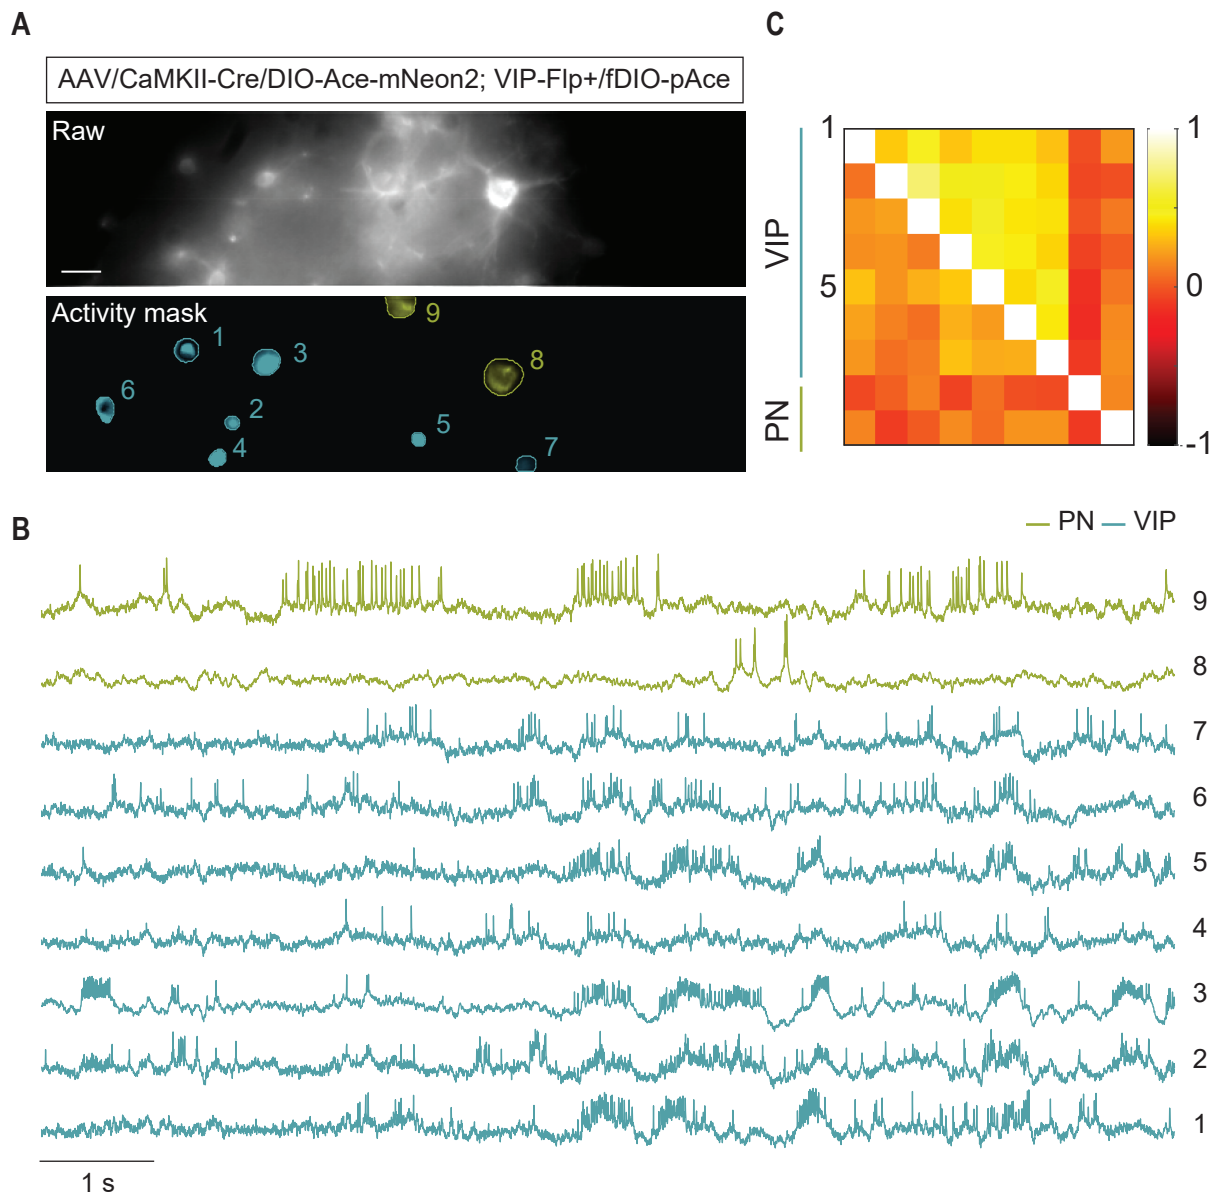 A
AAV/CaMKII-Cre/DIO-Ace-mNeon2; VIP-Flp+/fDIO-pAce
Raw
Activity mask
1
2
3
4
5
6
7
8
9
C
1
5
VIP
PN
1
0
-1
B
PN VIP
9
8
7
6
5
4
3
2
1
1 s